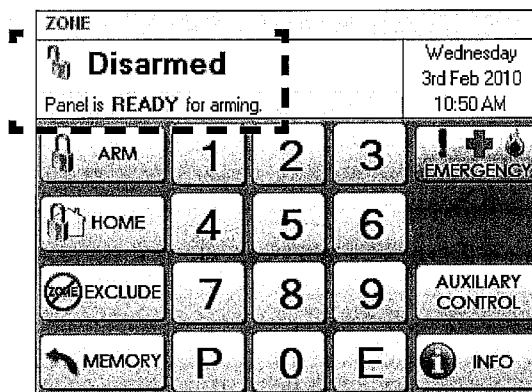 ZONE
Disarmed
Panel is READY for arming.
Wednesday
3rd Feb 2010
10:50 AM
ARM
1
2
3
EMERGENCY
HOME
4
5
6
ZONE
EXCLUDE
7
8
9
AUXILIARY
CONTROL
MEMORY
P
0
E
i
INFO